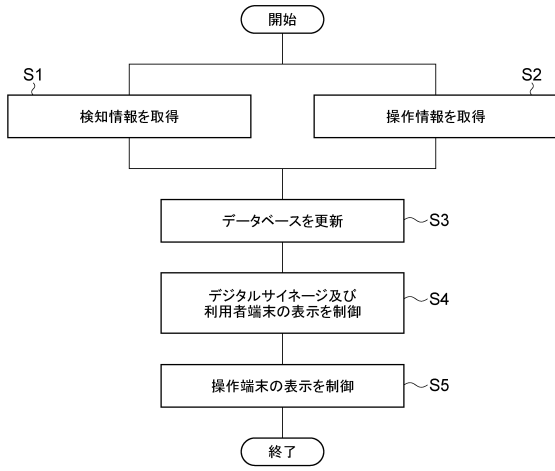 開始
S1
S2
検知情報を取得
操作情報を取得
データベースを更新
S3
デジタルサイネージ及び
利用者端末の表示を制御
S4
操作端末の表示を制御
S5
終了